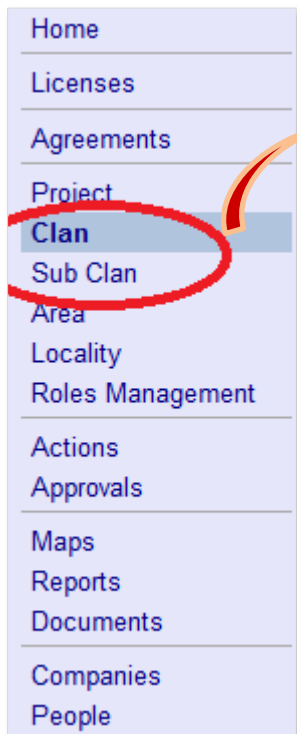 Home
Licenses
Agreements
Project
Clan
Sub Clan
Area
Locality
Roles Management
Actions
Approvals
Maps
Reports
Documents
Companies
People